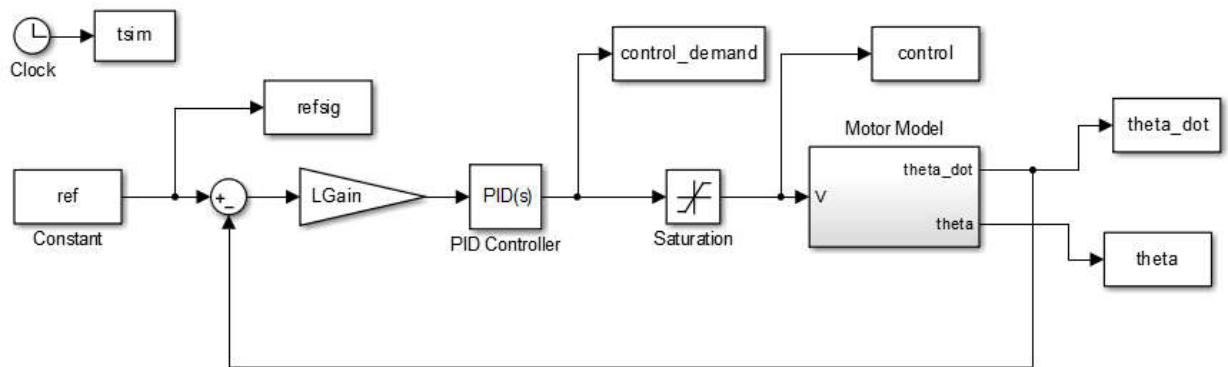 tsim
Clock
control_demand
control
refsig
theta_dot
Motor Model
ref
Constant
+
−
LGain
PID(s)
PID Controller
Saturation
V
theta_dot
theta
theta